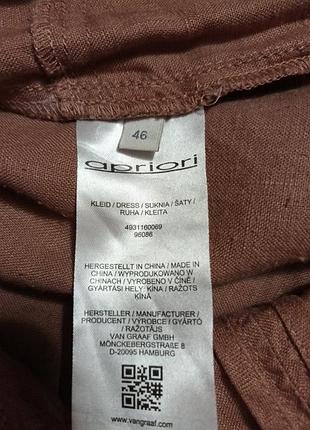 46
apriori
KLEID / DRESS / SUKNIA / ŠATY /
RUHA / KLEITA
4931160069
96086
HERGESTELLT IN CHINA / MADE IN
CHINA / WYPRODUKOWANO W
CHINACH / VYROBENO V ČÍNĚ /
GYÁRTÁSI HELY: KÍNA / RAŽOTS
ĶĪNĀ
HERSTELLER / MANUFACTURER /
PRODUCENT / VÝROBCE / GYÁRTÓ
/ RAŽOTĀJS
VAN GRAAF GMBH
MÖNCKEBERGSTRAẞE 8
D-20095 HAMBURG
www.vangraaf.com